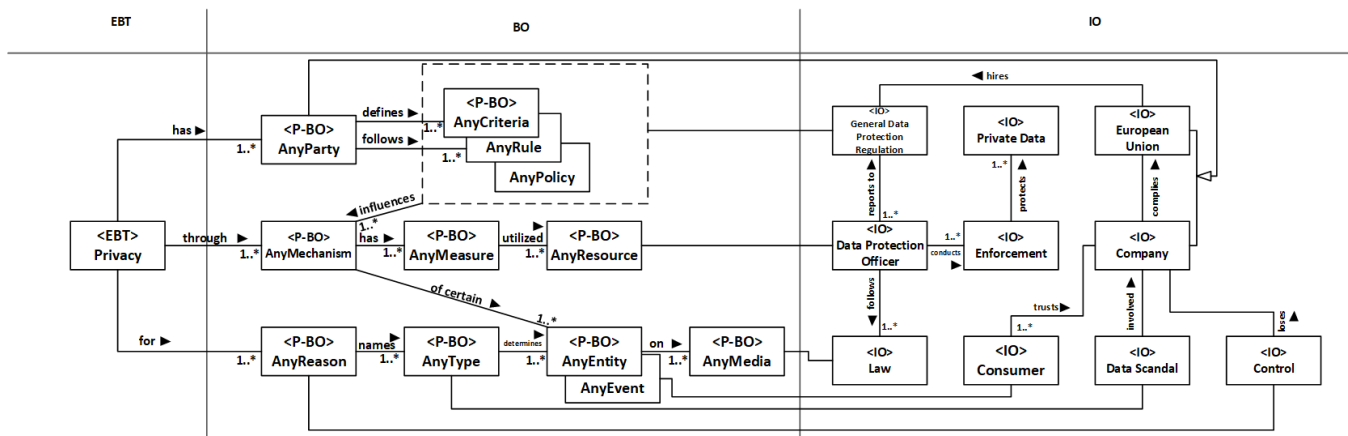 EBT
BO
IO
hires
<P-BO>
AnyParty
has
1..*
defines
1..*
follows
1..*
<P-BO>
AnyCriteria
AnyRule
AnyPolicy
<IO>
General Data
Protection
Regulation
<IO>
Private Data
1..*
<IO>
European
Union
influences
1..*
reports to
1..*
protects
complies
<EBT>
Privacy
through
1..*
<P-BO>
AnyMechanism
has
1..*
<P-BO>
AnyMeasure
utilized
1..*
<P-BO>
AnyResource
<IO>
Data Protection
Officer
1..*
conducts
<IO>
Enforcement
<IO>
Company
of certain
1..*
follows
1..*
trusts
1..*
involved
loses
for
1..*
<P-BO>
AnyReason
names
1..*
<P-BO>
AnyType
determines
1..*
<P-BO>
AnyEntity
AnyEvent
on
1..*
<P-BO>
AnyMedia
<IO>
Law
<IO>
Consumer
<IO>
Data Scandal
<IO>
Control